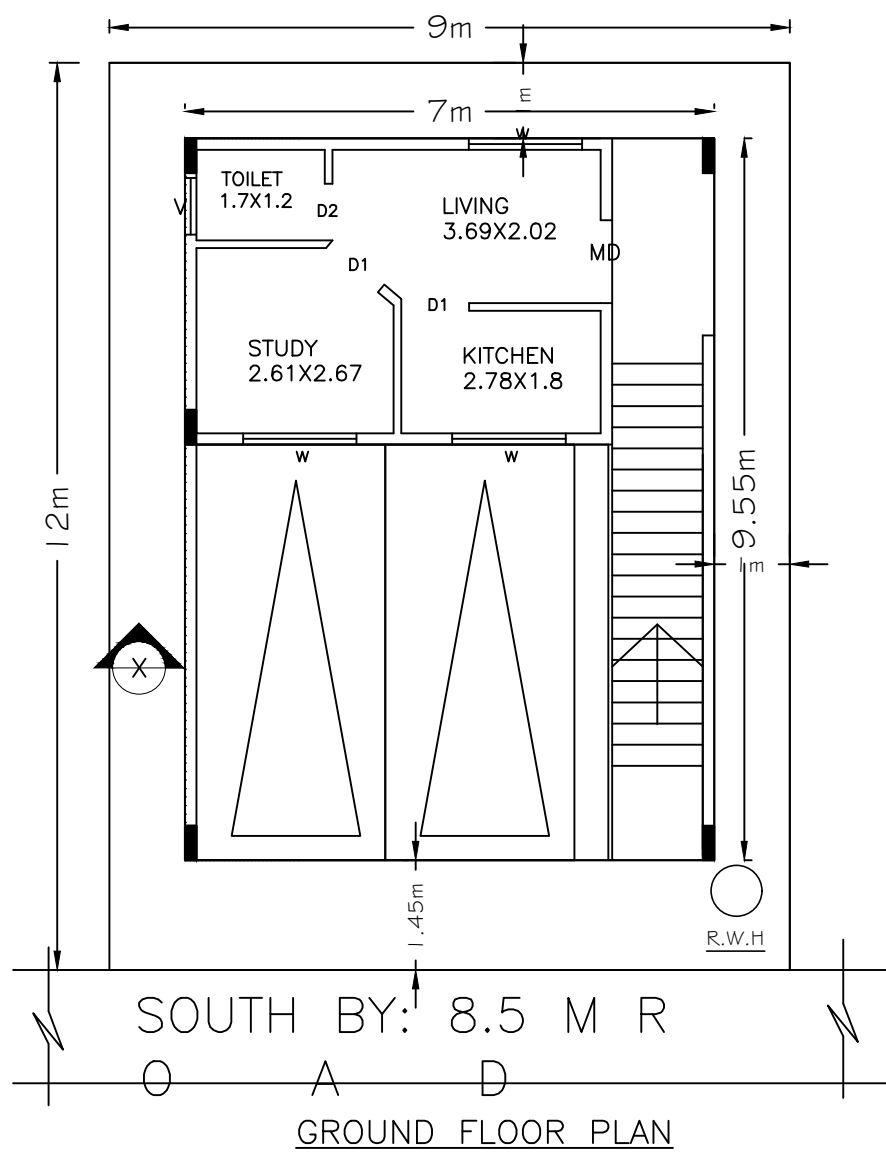 9m
1m
7m
W
TOILET
1.7X1.2
V
D2
LIVING
3.69X2.02
MD
D1
D1
STUDY
2.61X2.67
KITCHEN
2.78X1.8
W
W
12m
9.55m
1m
X
1.45m
R.W.H
SOUTH BY: 8.5 M R
O A D
GROUND FLOOR PLAN